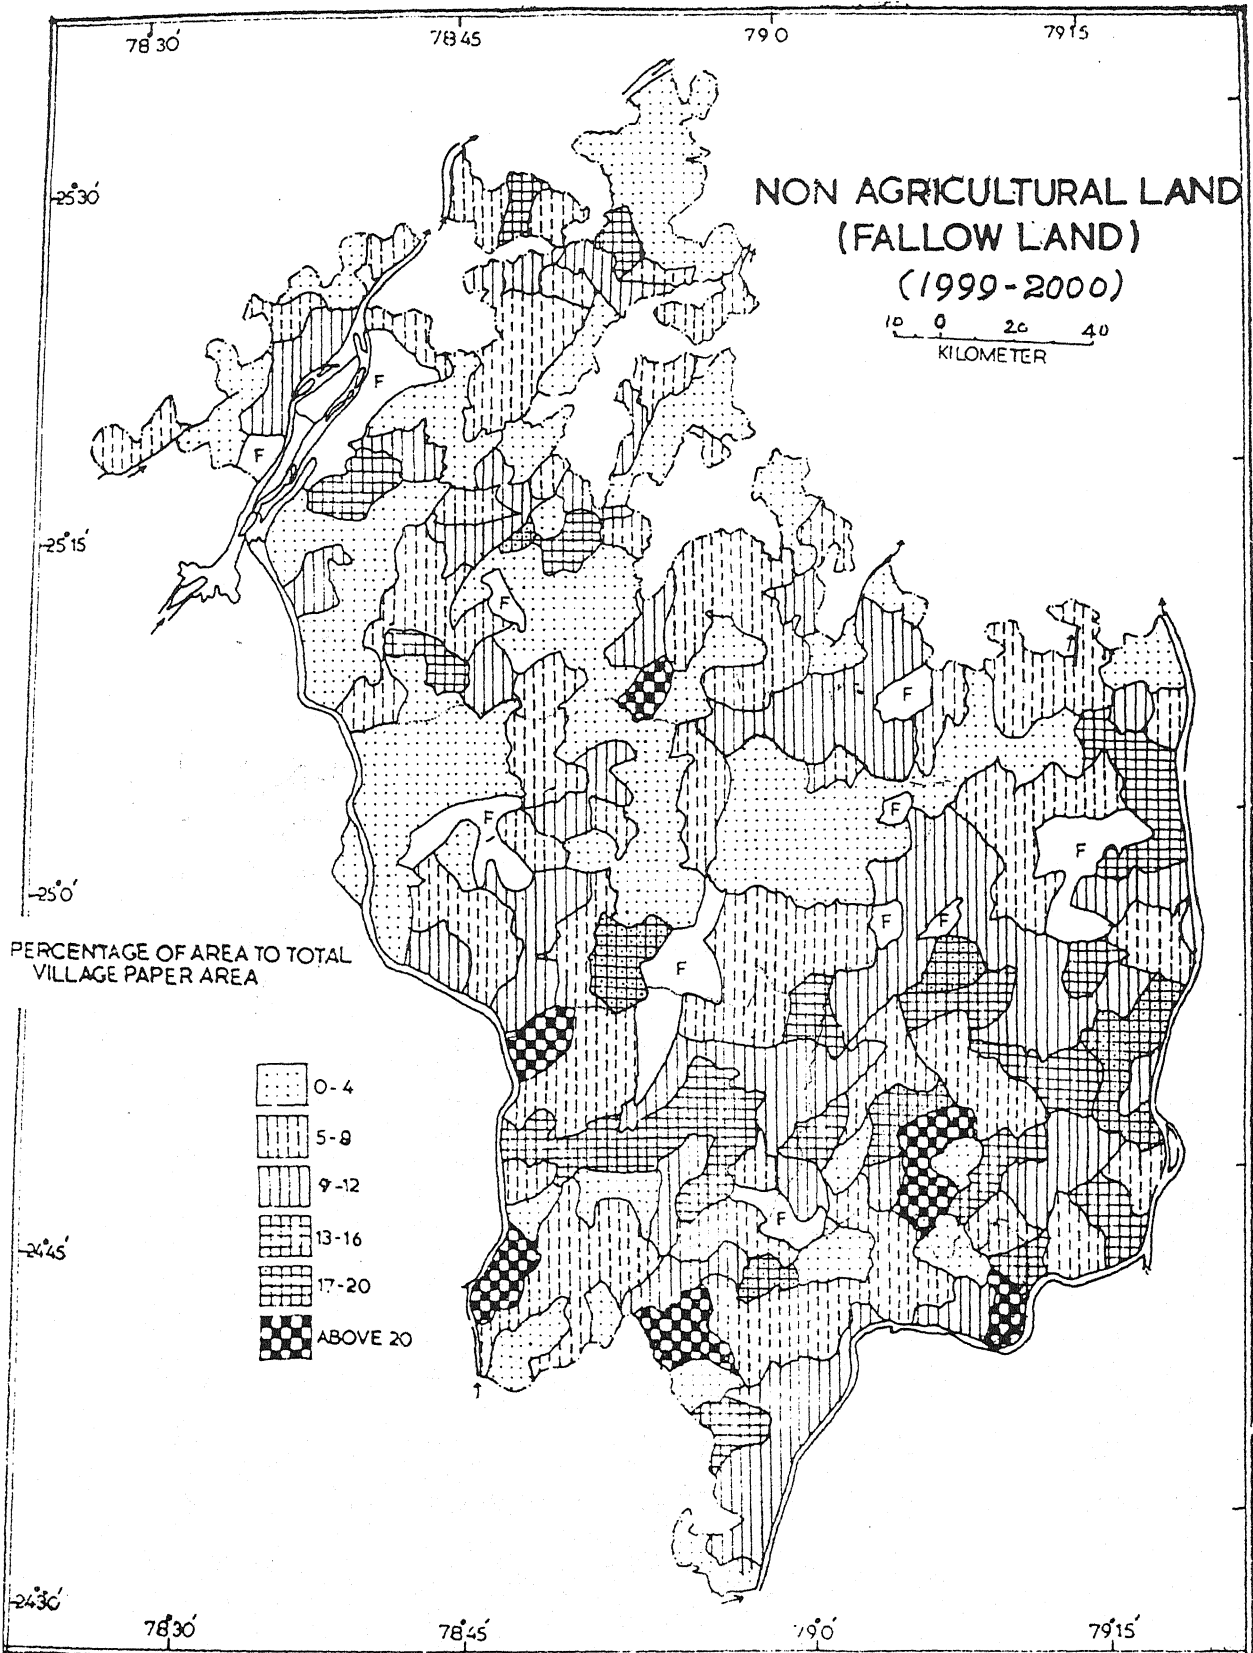 78°30'
78°45
79 0
79 15
25°30'
NON AGRICULTURAL LAND
(FALLOW LAND)
(1999-2000)
10 0 20 40
KILOMETER
F
F
25°15'
F
F
F
F
F
25°0'
F
F
F
PERCENTAGE OF AREA TO TOTAL
VILLAGE PAPER AREA
0-4
5-8
9-12
F
24°45'
13-16
17-20
ABOVE 20
24°30'
78°30'
78°45'
79°0'
79°15'